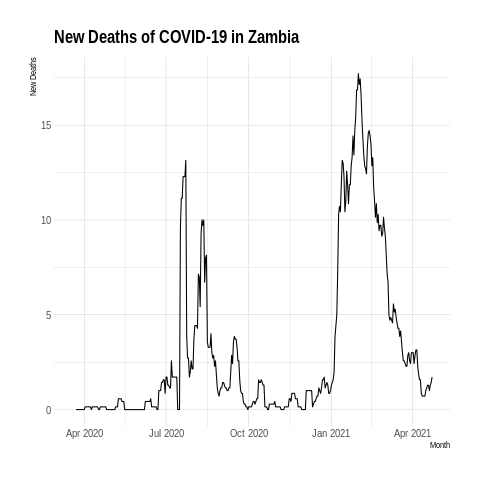 New Deaths of COVID-19 in Zambia
New Deaths
15
10
5
0
Apr 2020 Jul 2020 Oct 2020 Jan 2021 Apr 2021
Month